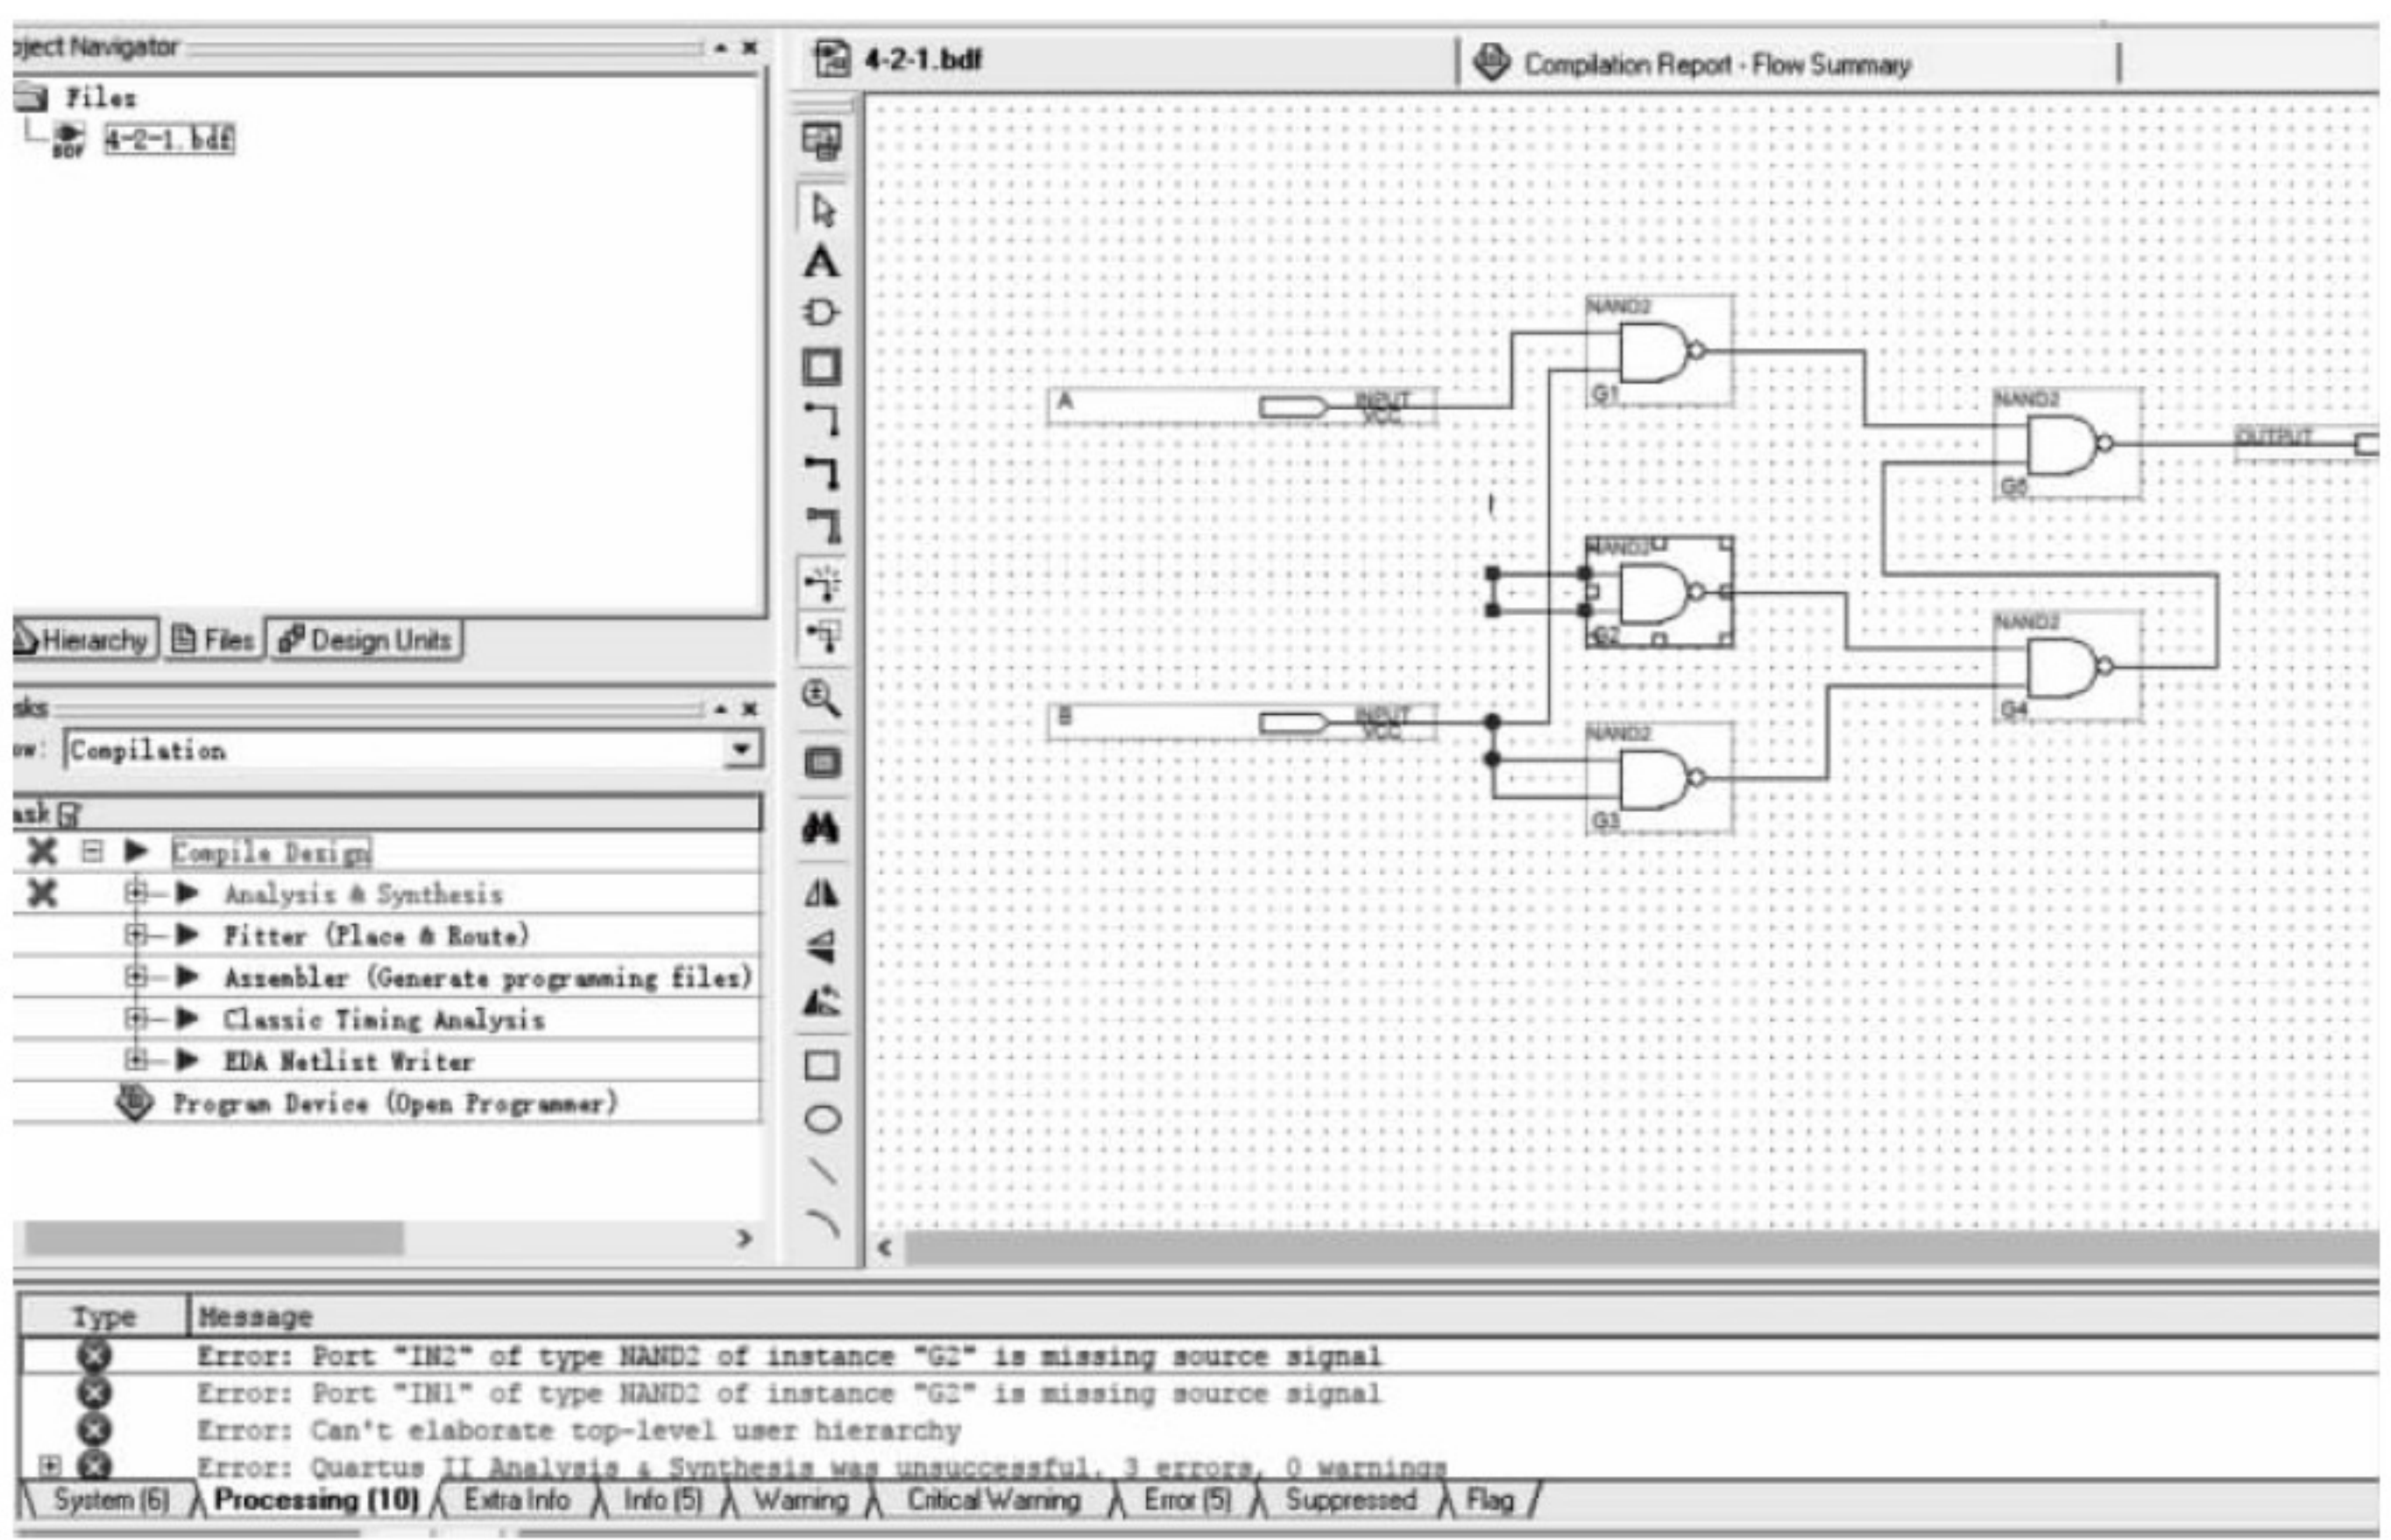 oject Navigator
Files
4-2-1.bdf
Hierarchy
Files
Design Units
sks
ow: Compilation
ask
Compile Design
Analysis & Synthesis
Fitter (Place & Route)
Assembler (Generate programming files)
Classic Timing Analysis
EDA Netlist Writer
Program Device (Open Programmer)
4-2-1.bdf
Compilation Report - Flow Summary
A
INPUT
VCC
NAND2
G1
NAND2
G5
OUTPUT
NAND2
G2
NAND2
G4
B
INPUT
VCC
NAND2
G3
Type Message
Error: Port "IN2" of type NAND2 of instance "G2" is missing source signal
Error: Port "IN1" of type NAND2 of instance "G2" is missing source signal
Error: Can't elaborate top-level user hierarchy
Error: Quartus II Analysis & Synthesis was unsuccessful. 3 errors, 0 warnings
System (6) Processing (10) Extra Info Info (5) Warning Critical Warning Error (5) Suppressed Flag